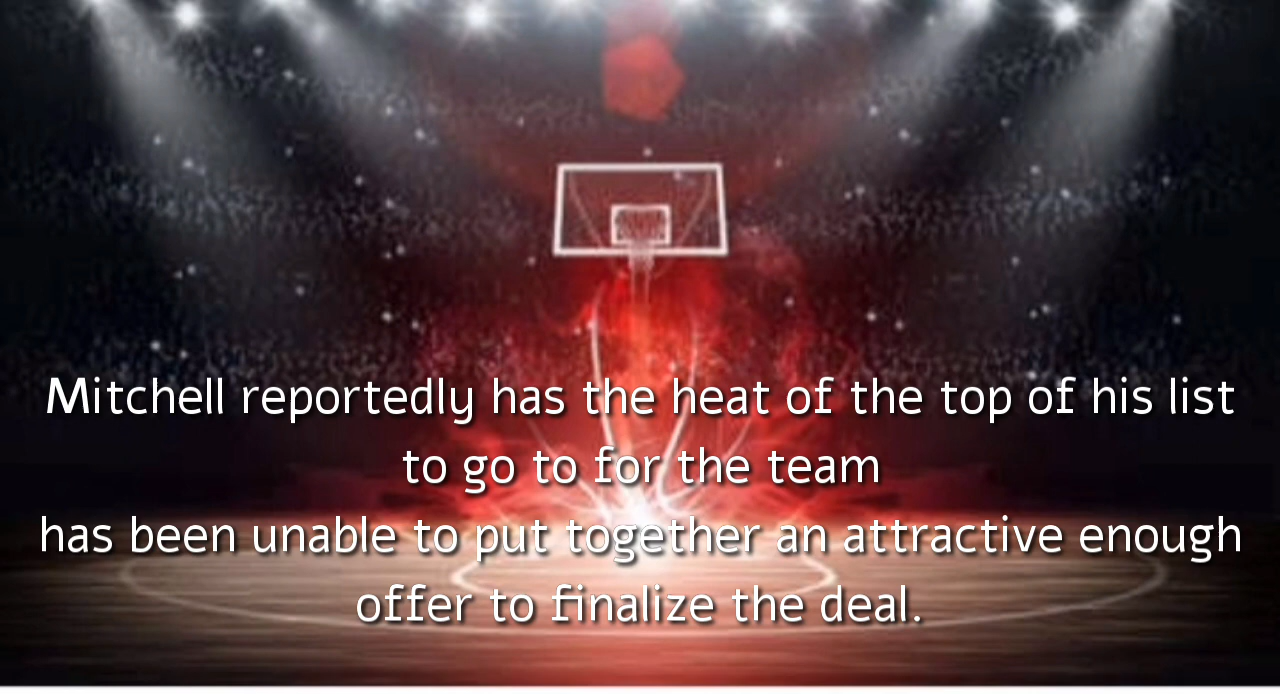 Mitchell reportedly has the heat of the top of his list
to go to for the team
has been unable to put together an attractive enough
offer to finalize the deal.